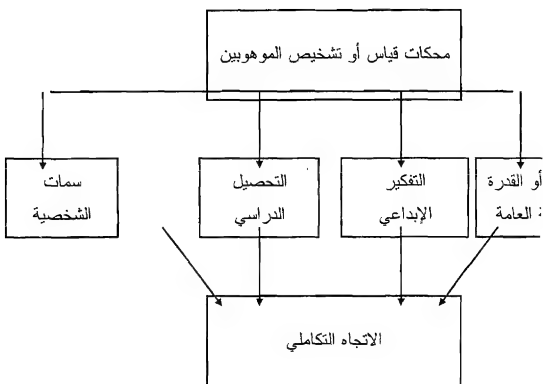 محكات قياس أو تشخيص الموهوبين
أو القدرة
العامة
التفكير
الإبداعي
التحصيل
الدراسي
سمات
الشخصية
الاتجاه التكاملي